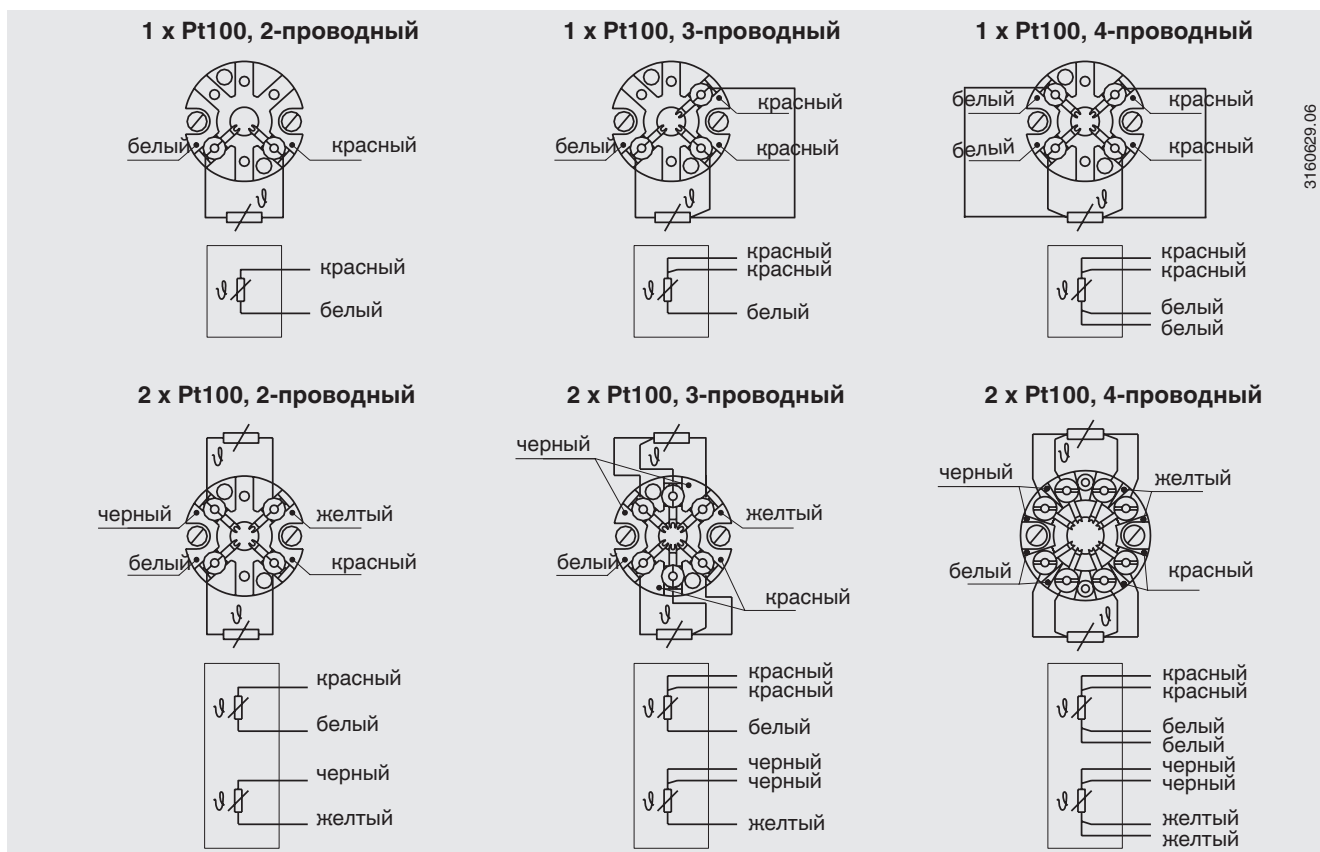 1 x Pt100, 2-проводный
белый
красный
ϑ
ϑ
красный
белый
1 x Pt100, 3-проводный
красный
белый
красный
ϑ
ϑ
красный
красный
белый
1 x Pt100, 4-проводный
белый
красный
белый
красный
ϑ
ϑ
красный
красный
белый
белый
3160629.06
2 x Pt100, 2-проводный
ϑ
черный
желтый
белый
красный
ϑ
ϑ
красный
белый
ϑ
черный
желтый
2 x Pt100, 3-проводный
черный
ϑ
желтый
белый
красный
ϑ
ϑ
красный
красный
белый
ϑ
черный
черный
желтый
2 x Pt100, 4-проводный
ϑ
черный
желтый
белый
красный
ϑ
ϑ
красный
красный
белый
белый
ϑ
черный
черный
желтый
желтый